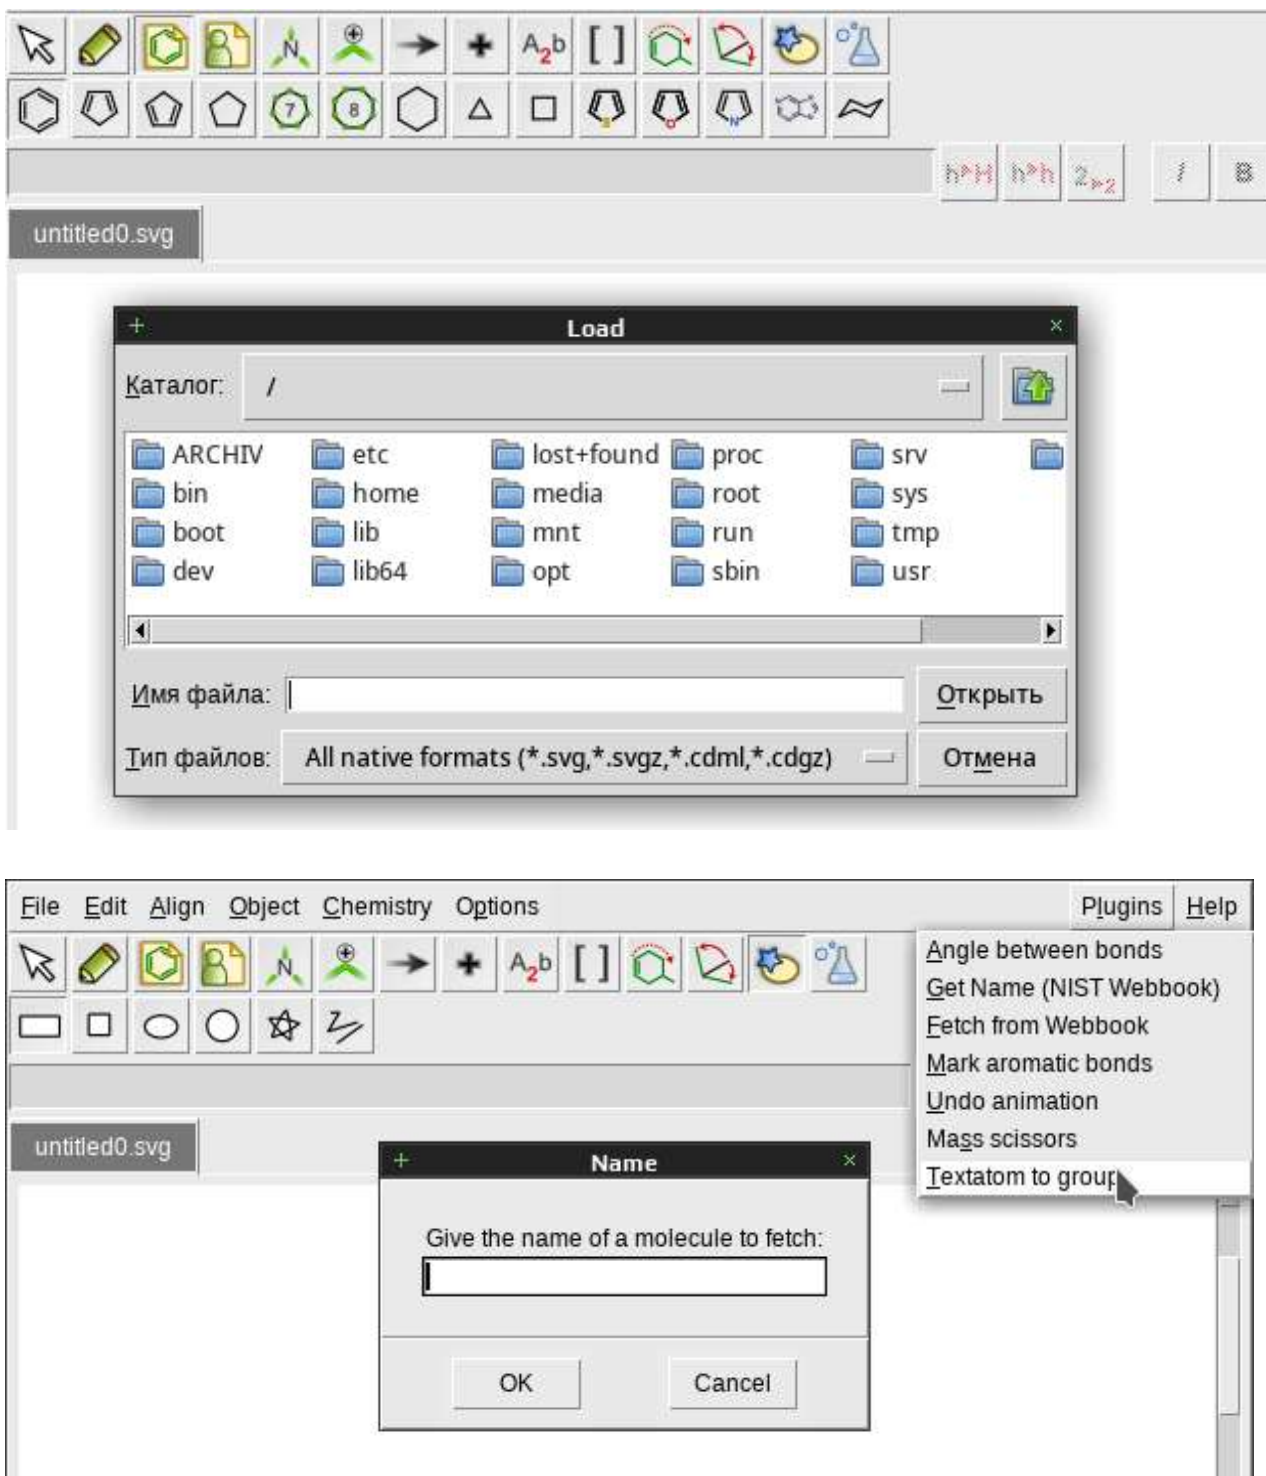 N A2b [ ]
7 8 S O N
h▸H h▸h 2▸2 I B
untitled0.svg
Load
Каталог: /
ARCHIV etc lost+found proc srv
bin home media root sys
boot lib mnt run tmp
dev lib64 opt sbin usr
Имя файла: Открыть
Тип файлов: All native formats (*.svg,*.svgz,*.cdml,*.cdgz) Отмена
File Edit Align Object Chemistry Options Plugins Help
N A2b [ ]
Angle between bonds
Get Name (NIST Webbook)
Fetch from Webbook
Mark aromatic bonds
Undo animation
Mass scissors
Textatom to group
untitled0.svg
Name
Give the name of a molecule to fetch:
OK Cancel